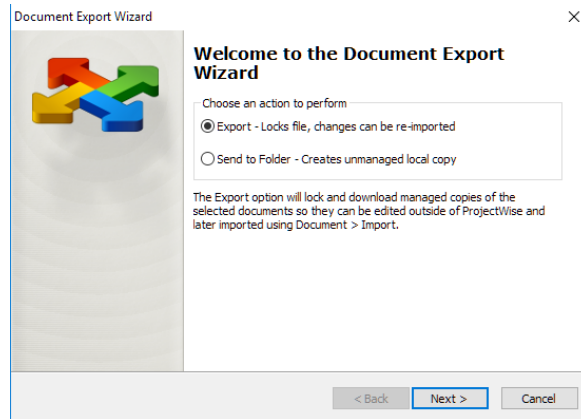 Document Export Wizard
Welcome to the Document Export
Wizard
Choose an action to perform
Export - Locks file, changes can be re-imported
Send to Folder - Creates unmanaged local copy
The Export option will lock and download managed copies of the
selected documents so they can be edited outside of ProjectWise and
later imported using Document > Import.
< Back Next > Cancel